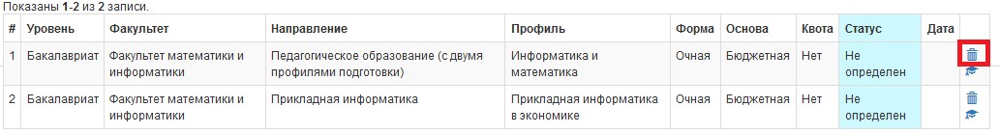 Показаны 1-2 из 2 записи.
# Уровень Факультет Направление Профиль Форма Основа Квота Статус Дата
1 Бакалавриат Факультет математики и Педагогическое образование (с двумя Информатика и Очная Бюджетная Нет Не
информатики профилями подготовки) математика определен
2 Бакалавриат Факультет математики и Прикладная информатика Прикладная информатика Очная Бюджетная Нет Не
информатики в экономике определен